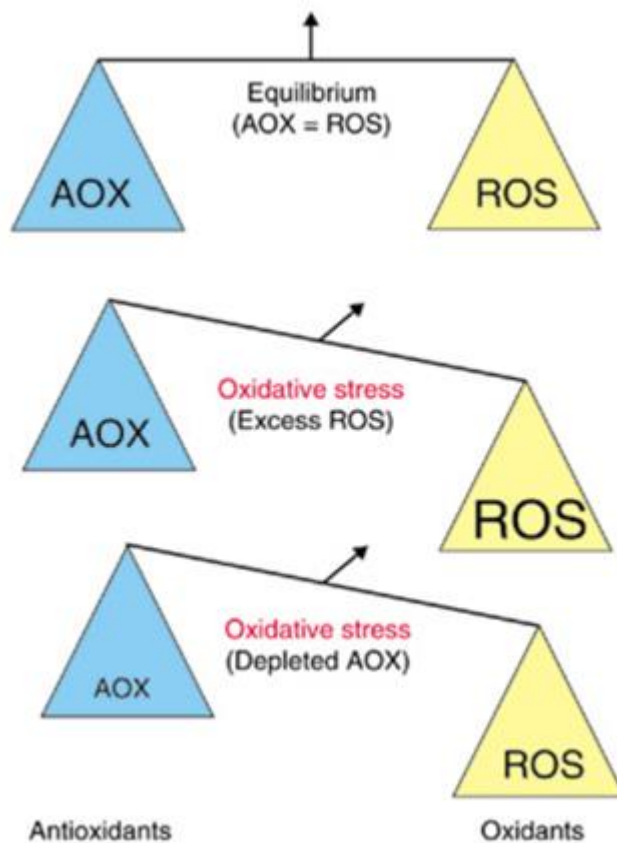 Equilibrium
(AOX = ROS)
AOX
ROS
Oxidative stress
(Excess ROS)
AOX
ROS
Oxidative stress
(Depleted AOX)
AOX
ROS
Antioxidants
Oxidants